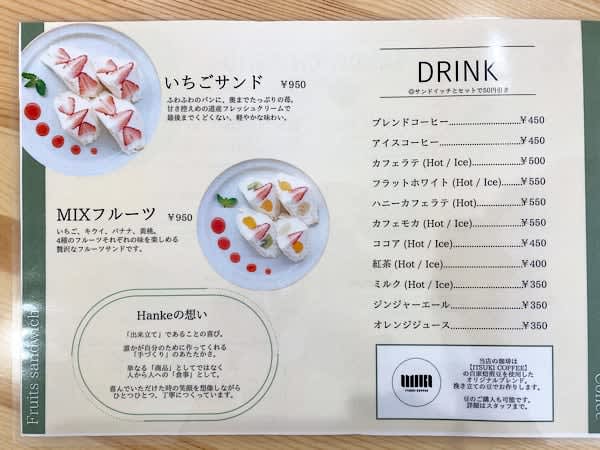 いちごサンド ￥950
ふわふわのパンに、奥までたっぷりの苺。
甘さ控えめの道産フレッシュクリームで
最後までくどくない、軽やかな味わい。
MIXフルーツ ￥950
いちご、キウイ、バナナ、黄桃。
4種のフルーツそれぞれの味を楽しめる
贅沢なフルーツサンドです。
Hankeの想い
「出来立て」であることの喜び。
誰かが自分のために作ってくれる
「手づくり」のあたたかさ。
単なる「商品」としてではなく
人から人への「食事」として。
喜んでいただけた時の笑顔を想像しながら
ひとつひとつ、丁寧につくっています。
Fruits sandwich
DRINK
◎サンドイッチとセットで50円引き
ブレンドコーヒー...............￥450
アイスコーヒー.................￥450
カフェラテ (Hot / Ice)..............￥500
フラットホワイト (Hot / Ice).....￥550
ハニーカフェラテ (Hot)............￥550
カフェモカ (Hot / Ice)..............￥550
ココア (Hot / Ice)....................￥450
紅茶 (Hot / Ice)......................￥400
ミルク (Hot / Ice)...................￥350
ジンジャーエール....................￥350
オレンジジュース....................￥350
ITSUKI COFFEE
当店の珈琲は
【ITSUKI COFFEE】
の自家焙煎豆を使用した
オリジナルブレンド。
挽き立ての豆でお作りします。
豆のご購入も可能です。
詳細はスタッフまで。